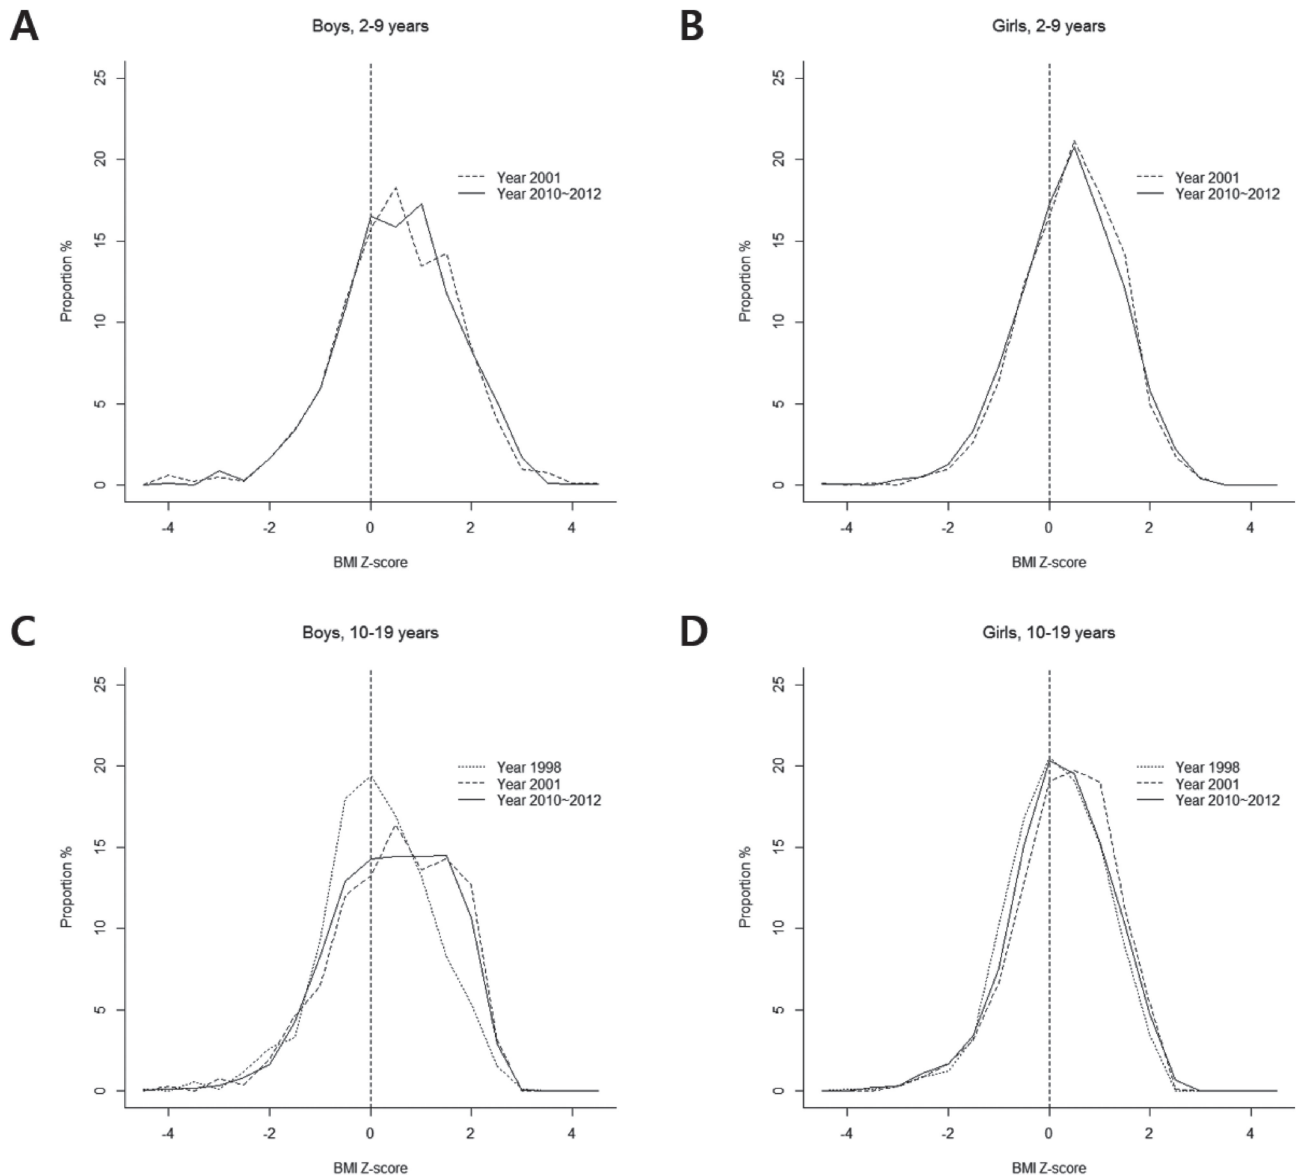 A
Boys, 2-9 years
25
20
15
10
5
0
Proportion %
Year 2001
Year 2010~2012
-4 -2 0 2 4
BMI Z-score
B
Girls, 2-9 years
25
20
15
10
5
0
Proportion %
Year 2001
Year 2010~2012
-4 -2 0 2 4
BMI Z-score
C
Boys, 10-19 years
25
20
15
10
5
0
Proportion %
Year 1998
Year 2001
Year 2010~2012
-4 -2 0 2 4
BMI Z-score
D
Girls, 10-19 years
25
20
15
10
5
0
Proportion %
Year 1998
Year 2001
Year 2010~2012
-4 -2 0 2 4
BMI Z-score